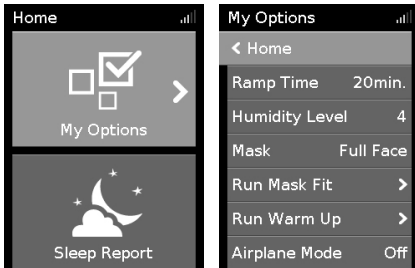 Home
My Options
Sleep Report
My Options
Home
Ramp Time 20min.
Humidity Level 4
Mask Full Face
Run Mask Fit
Run Warm Up
Airplane Mode Off